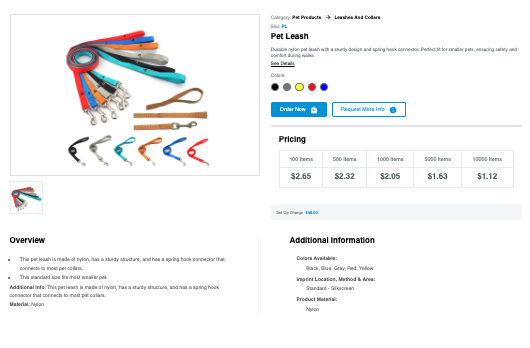 Category: Pet Products → Leashes And Collars
Sku: PL
Pet Leash
Durable nylon pet leash with a sturdy design and spring hook connector. Perfect fit for smaller pets, ensuring safety and
comfort during walks.
See Details
Colors:
Order Now
Request More Info
Pricing
100 Items 500 Items 1000 Items 5000 Items 10000 Items
$2.65 $2.32 $2.05 $1.63 $1.12
Set-Up Charge: $48.00
Overview
This pet leash is made of nylon, has a sturdy structure, and has a spring hook connector that
connects to most pet collars.
This standard size fits most smaller pet.
Additional Info: This pet leash is made of nylon, has a sturdy structure, and has a spring hook
connector that connects to most pet collars.
Material: Nylon
Additional Information
Colors Available:
Black, Blue, Gray, Red, Yellow
Imprint Location, Method & Area:
Standard - Silkscreen
Product Material:
Nylon